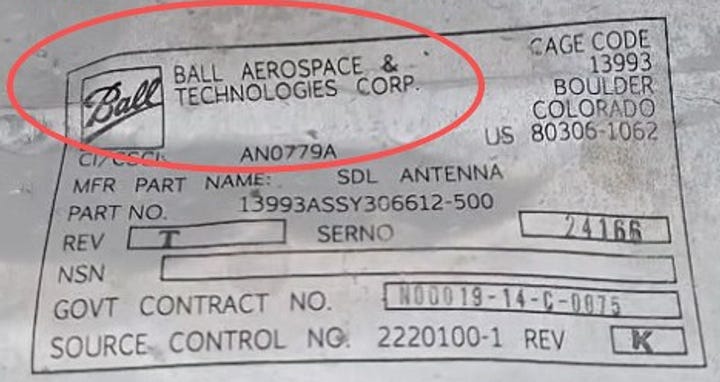 Ball
BALL AEROSPACE &
TECHNOLOGIES CORP.
CAGE CODE
13993
BOULDER
COLORADO
US 80306-1062
CI/CSCI: AN0779A
MFR PART NAME: SDL ANTENNA
PART NO. 13993ASSY306612-500
REV T SERNO 24166
NSN
GOVT CONTRACT NO. N00019-14-C-0075
SOURCE CONTROL NO. 2220100-1 REV K